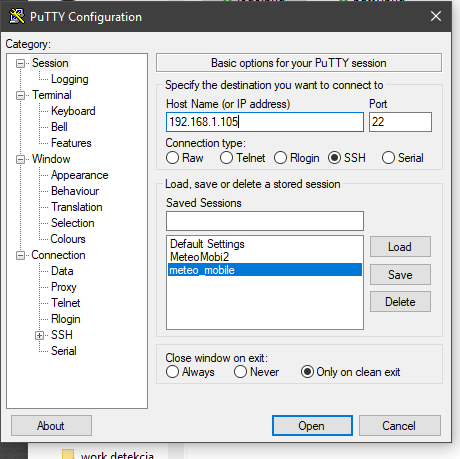 PuTTY Configuration
Category:
Session
Logging
Terminal
Keyboard
Bell
Features
Window
Appearance
Behaviour
Translation
Selection
Colours
Connection
Data
Proxy
Telnet
Rlogin
SSH
Serial
Basic options for your PuTTY session
Specify the destination you want to connect to
Host Name (or IP address) Port
192.168.1.105 22
Connection type:
Raw Telnet Rlogin SSH Serial
Load, save or delete a stored session
Saved Sessions
Default Settings
MeteoMobi2
meteo_mobile
Load
Save
Delete
Close window on exit:
Always Never Only on clean exit
About Open Cancel
work detekcja